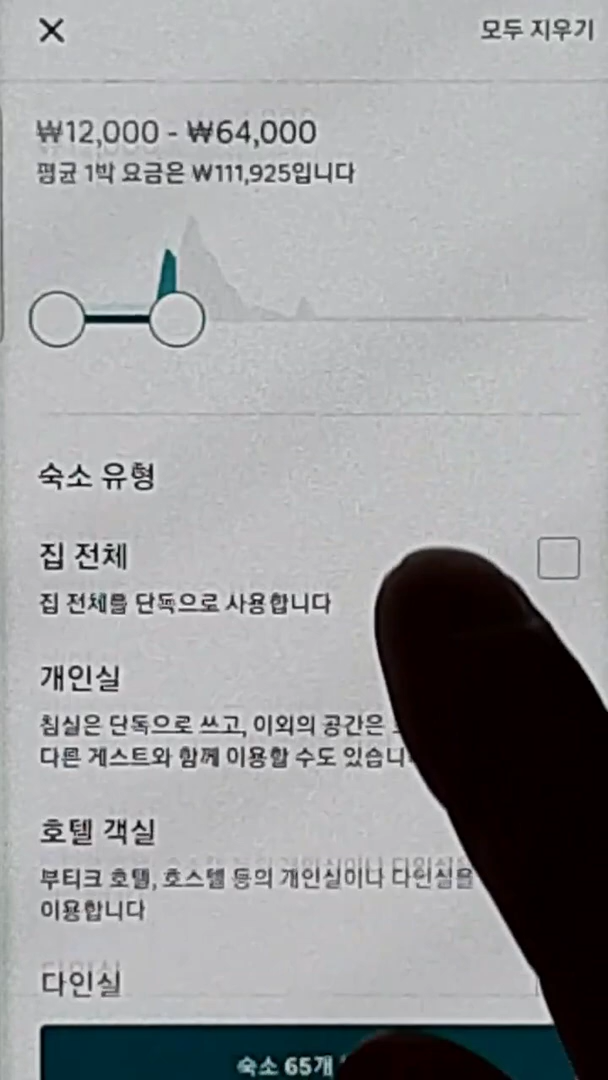 모두 지우기
₩12,000 - ₩64,000
평균 1박 요금은 ₩111,925입니다
숙소 유형
집 전체
집 전체를 단독으로 사용합니다
개인실
침실은 단독으로 쓰고, 이외의 공간은
다른 게스트와 함께 이용할 수도 있습니
호텔 객실
부티크 호텔, 호스텔 등의 개인실이나 다인실을
이용합니다
다인실
숙소 65개